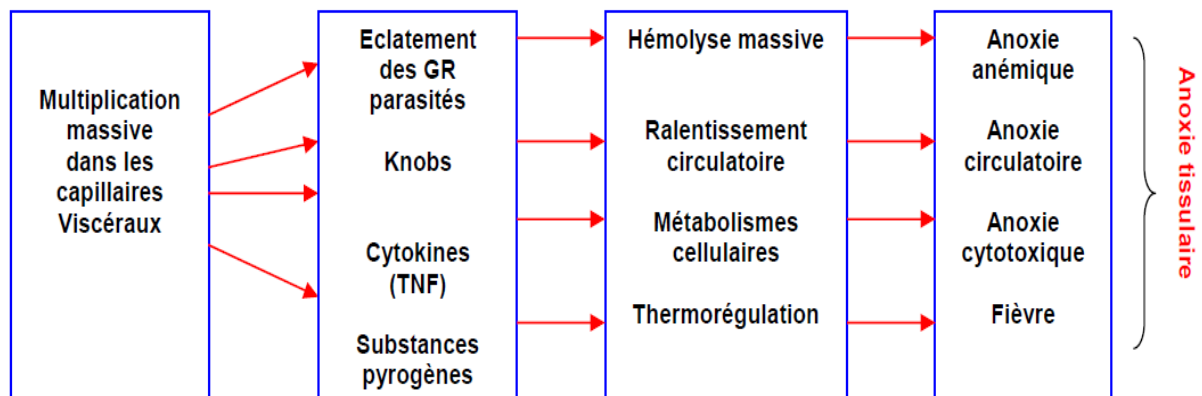 Multiplication
massive
dans les
capillaires
Viscéraux
Eclatement
des GR
parasités
Knobs
Cytokines
(TNF)
Substances
pyrogènes
Hémolyse massive
Ralentissement
circulatoire
Métabolismes
cellulaires
Thermorégulation
Anoxie
anémique
Anoxie
circulatoire
Anoxie
cytotoxique
Fièvre
Anoxie tissulaire